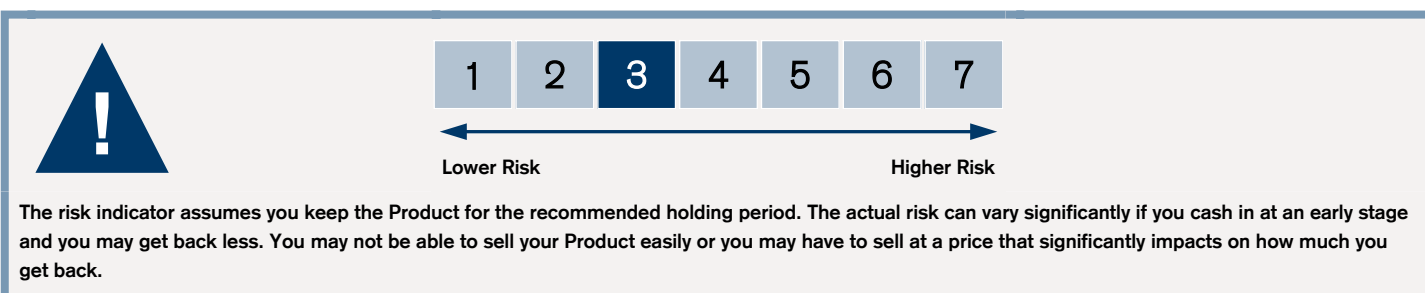 !
1 2 3 4 5 6 7
Lower Risk Higher Risk
The risk indicator assumes you keep the Product for the recommended holding period. The actual risk can vary significantly if you cash in at an early stage
and you may get back less. You may not be able to sell your Product easily or you may have to sell at a price that significantly impacts on how much you
get back.